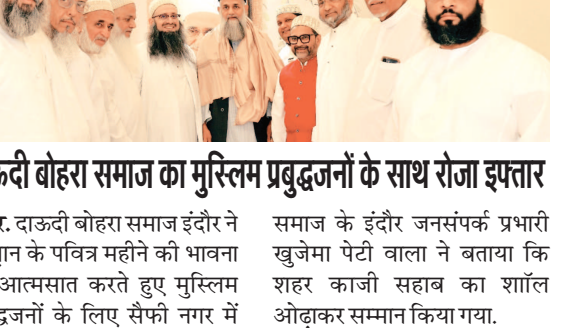 बोहरा समाज का मुस्लिम प्रबुद्धजनों के साथ रोजा इफ्तार
दाऊदी बोहरा समाज इंदौर ने
के पवित्र महीने की भावना
आत्मसात करते हुए मुस्लिम
के लिए सैफी नगर में
समाज के इंदौर जनसंपर्क प्रभारी
खुजेमा पेटी वाला ने बताया कि
शहर काजी सहाब का शाॅल
ओढ़ाकर सम्मान किया गया.